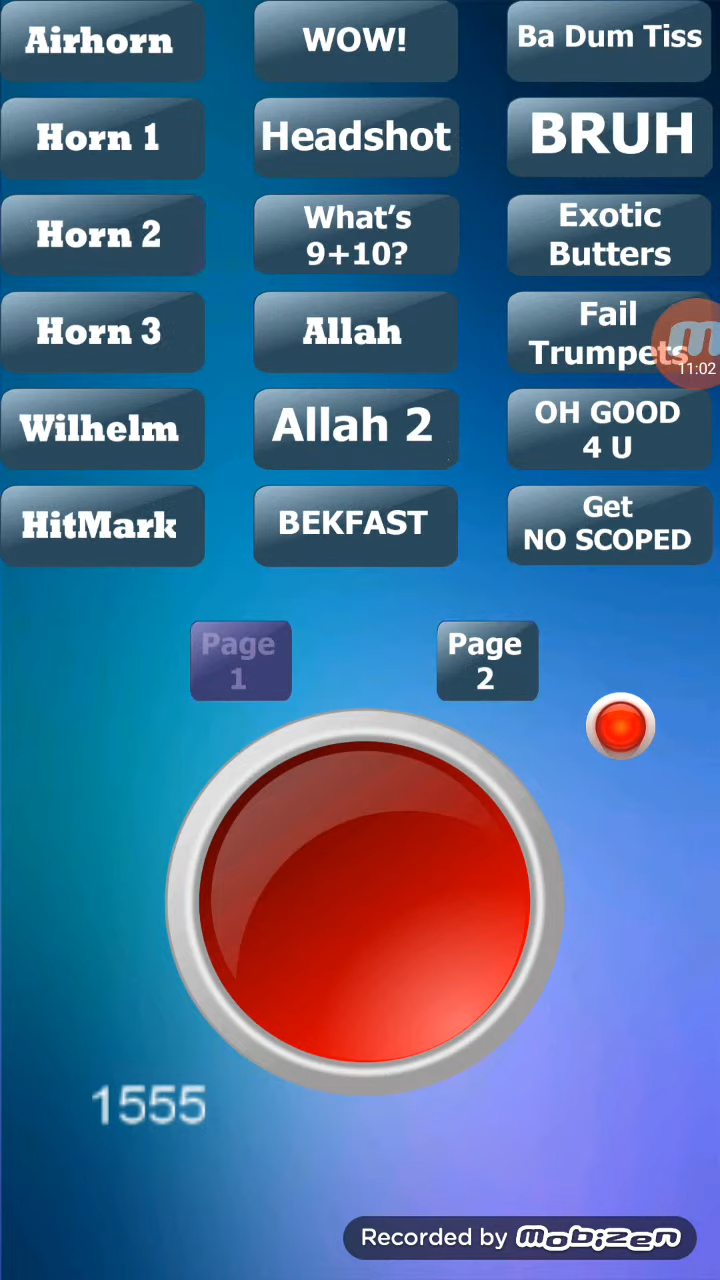 Airhorn
WOW!
Ba Dum Tiss
Horn 1
Headshot
BRUH
Horn 2
What's
9+10?
Exotic
Butters
Horn 3
Allah
Fail
Trumpets
m
11:02
Wilhelm
Allah 2
OH GOOD
4 U
HitMark
BEKFAST
Get
NO SCOPED
Page
1
Page
2
1555
Recorded by mobizen